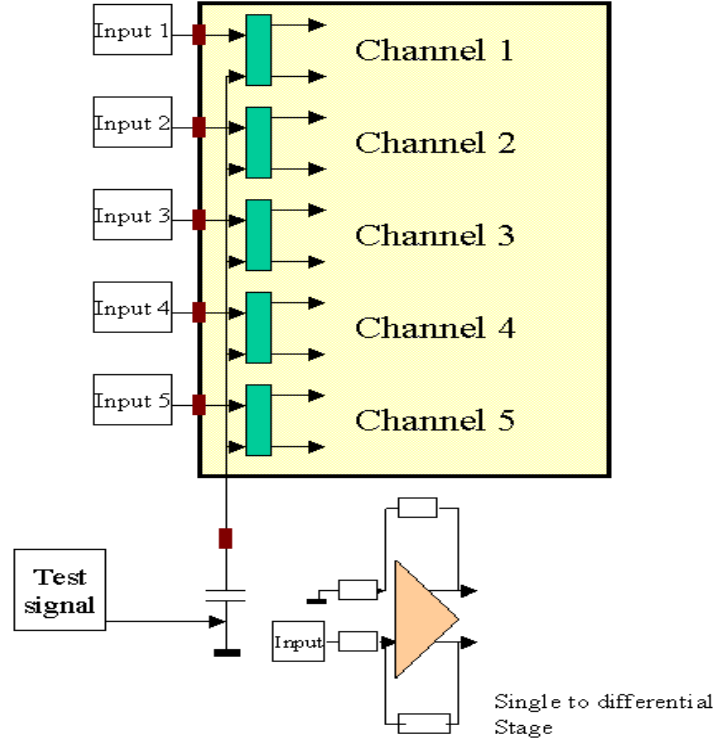 Input 1
Channel 1
Input 2
Channel 2
Input 3
Channel 3
Input 4
Channel 4
Input 5
Channel 5
Test
signal
Input
Single to differential
Stage